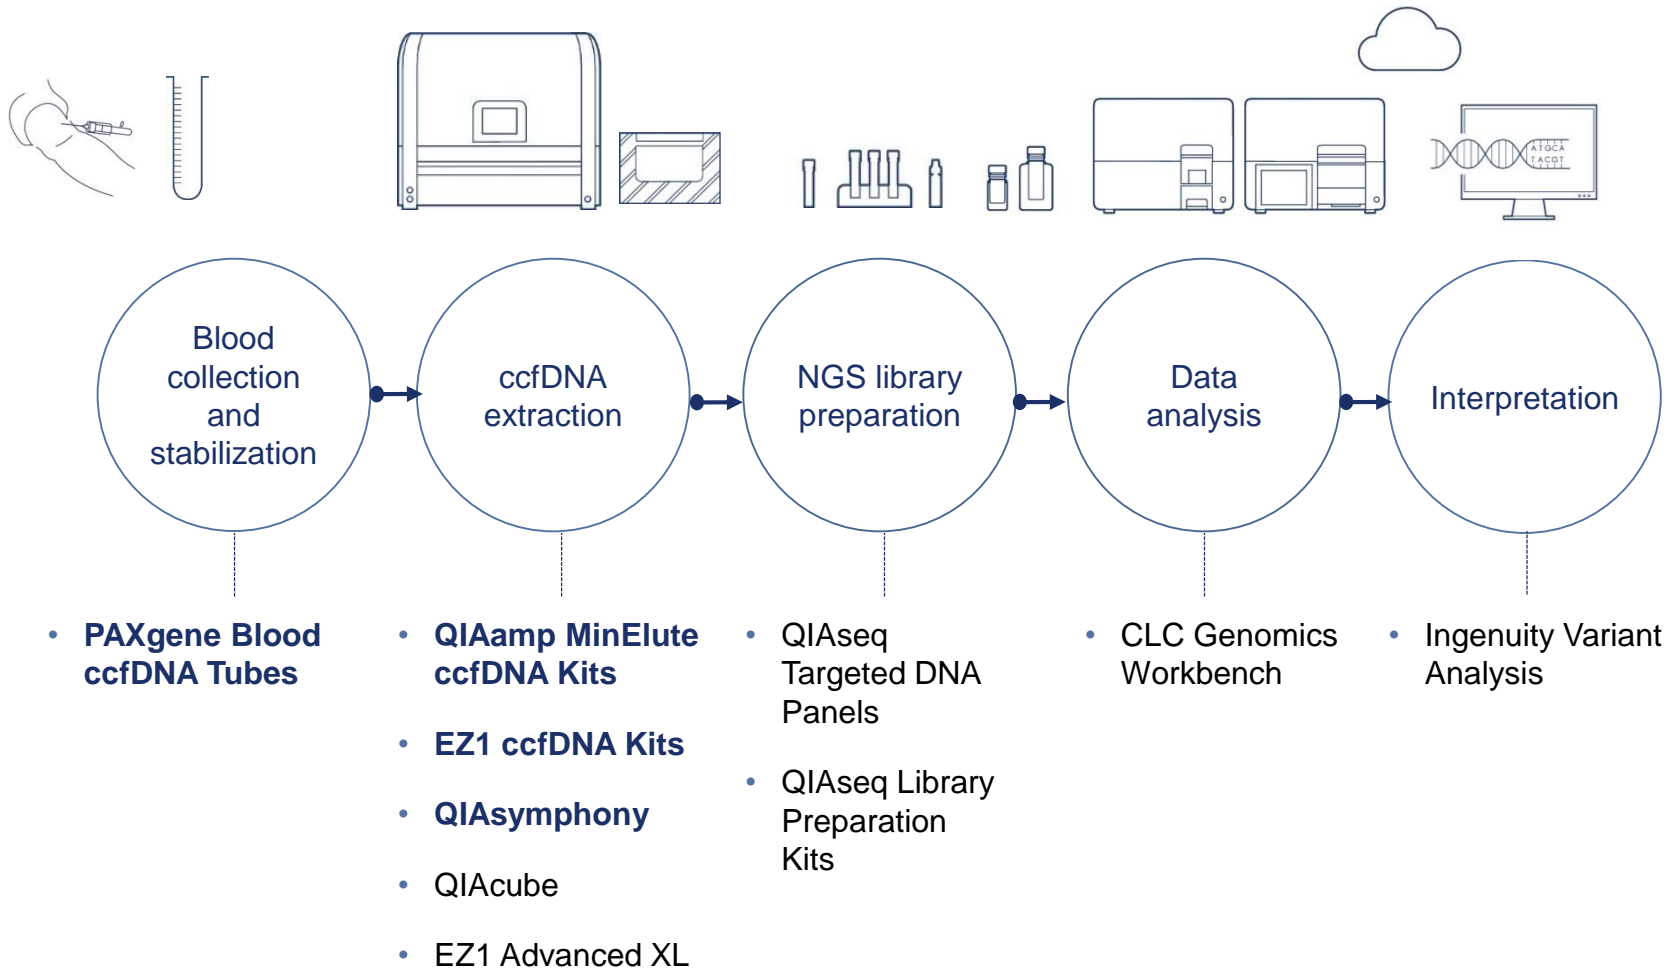 ATGCA
TACGT
Blood
collection
and
stabilization
ccfDNA
extraction
NGS library
preparation
Data
analysis
Interpretation
• PAXgene Blood
ccfDNA Tubes
• QIAamp MinElute
ccfDNA Kits
• EZ1 ccfDNA Kits
• QIAsymphony
• QIAcube
• EZ1 Advanced XL
• QIAseq
Targeted DNA
Panels
• QIAseq Library
Preparation
Kits
• CLC Genomics
Workbench
• Ingenuity Variant
Analysis